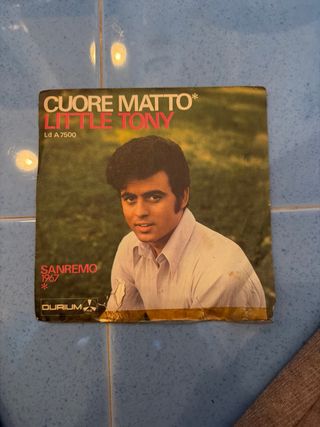 CUORE MATTO*
LITTLE TONY
Ld A 7500
SANREMO
1967
*
DURIUM